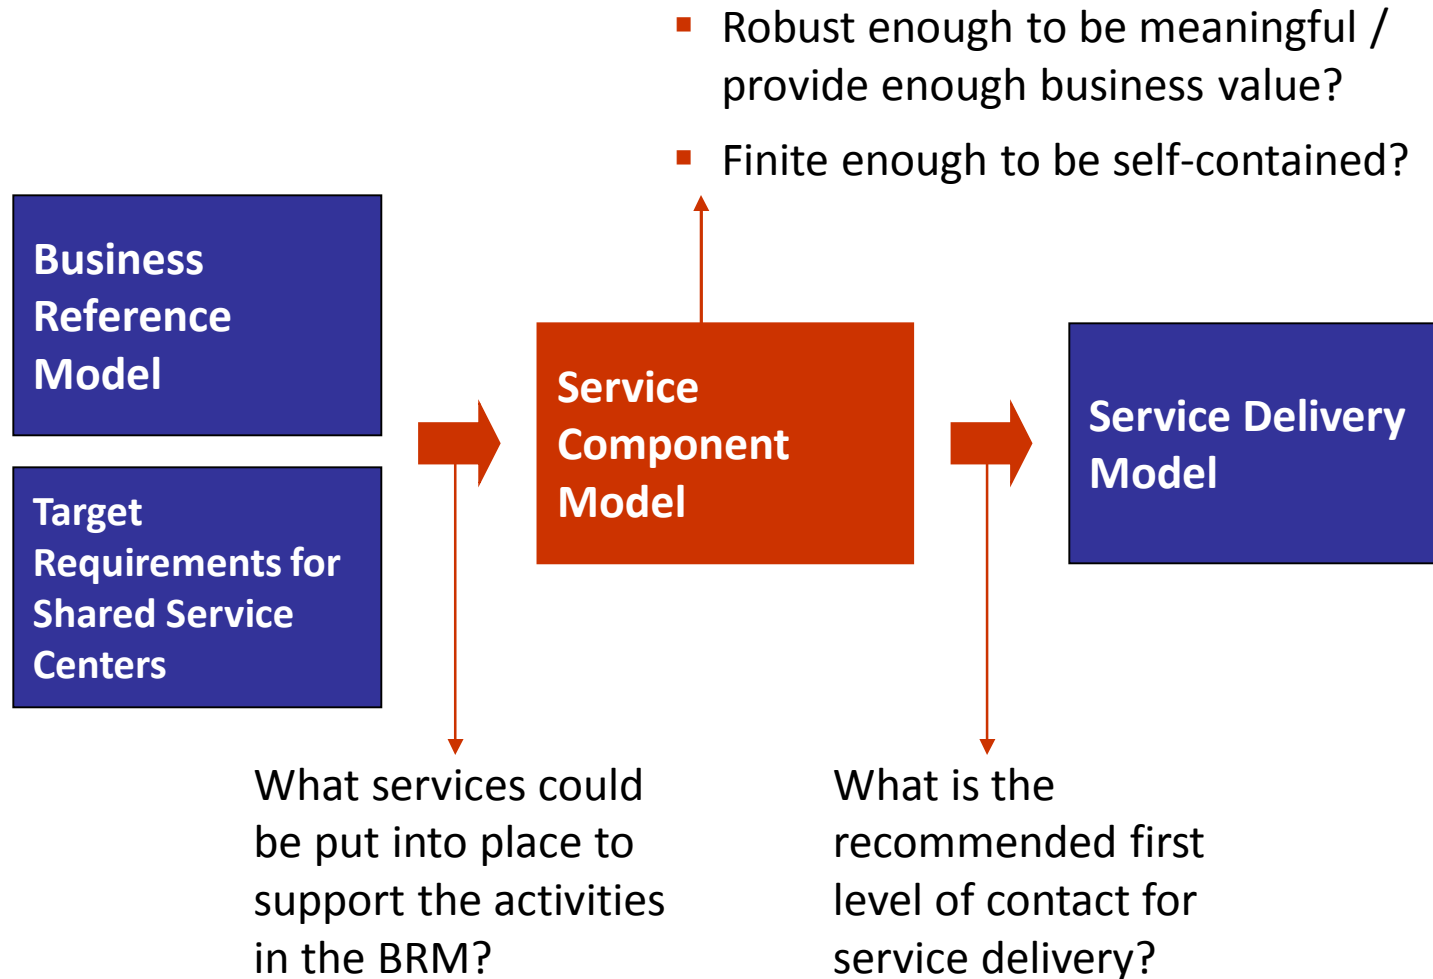 ▪ Robust enough to be meaningful /
provide enough business value?
▪ Finite enough to be self-contained?
Business
Reference
Model
Target
Requirements for
Shared Service
Centers
Service
Component
Model
Service Delivery
Model
What services could
be put into place to
support the activities
in the BRM?
What is the
recommended first
level of contact for
service delivery?